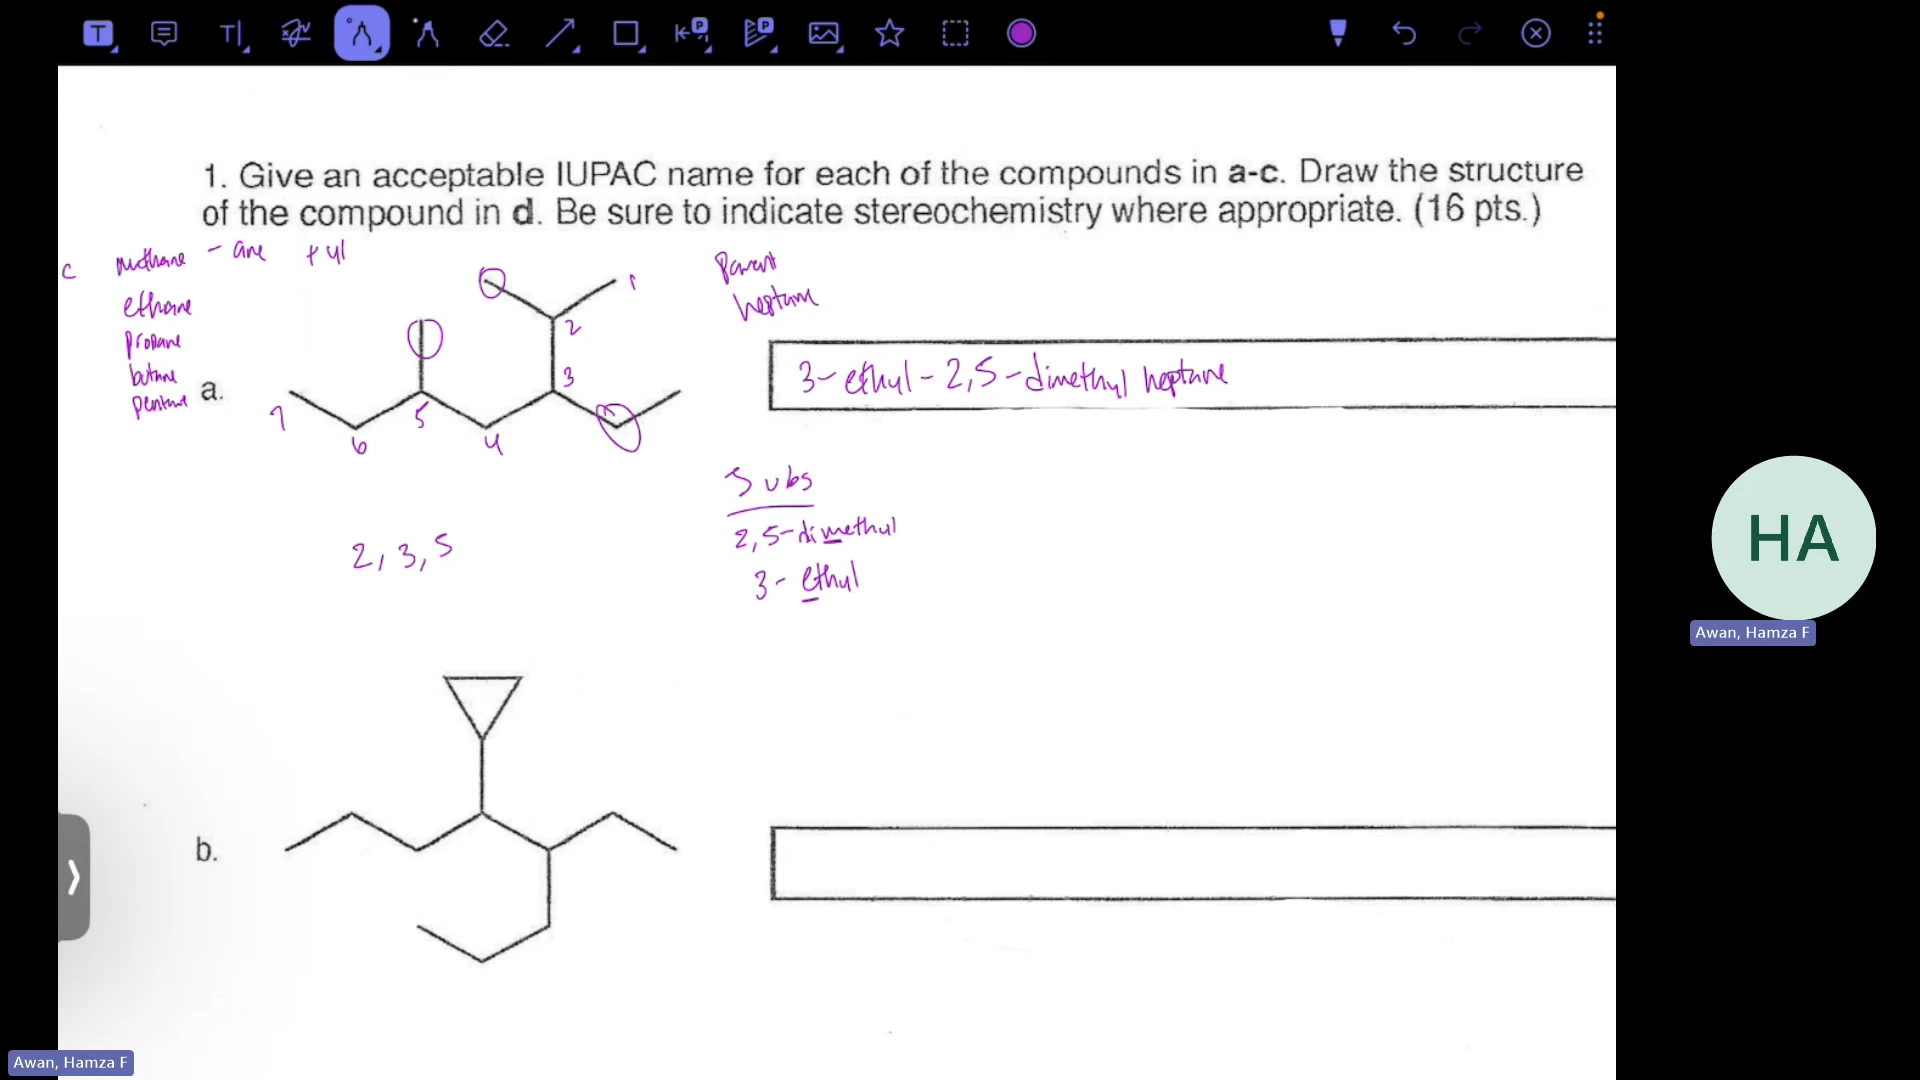 1. Give an acceptable IUPAC name for each of the compounds in a-c. Draw the structure
of the compound in d. Be sure to indicate stereochemistry where appropriate. (16 pts.)
c methane - ane + yl
ethane
propane
butane
pentane
a.
1
2
3
4
5
6
7
Parent
heptane
3-ethyl-2,5-dimethyl heptane
Subs
2,5-dimethyl
3-ethyl
2, 3, 5
b.
HA
Awan, Hamza F
Awan, Hamza F